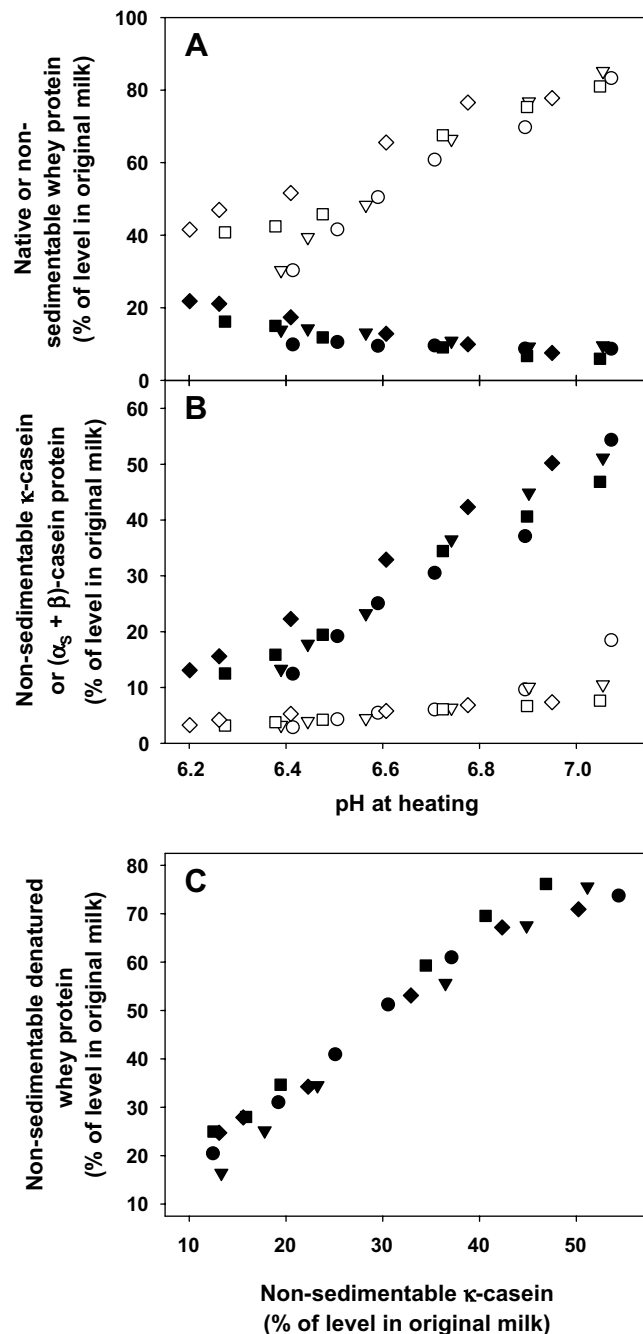 A
100
80
60
40
20
0
Native or non-
sedimentable whey protein
(% of level in original milk)
B
60
50
40
30
20
10
0
Non-sedimentable κ-casein
or (αs + β)-casein protein
(% of level in original milk)
6.2 6.4 6.6 6.8 7.0
pH at heating
C
80
70
60
50
40
30
20
10
Non-sedimentable denatured
whey protein
(% of level in original milk)
10 20 30 40 50
Non-sedimentable κ-casein
(% of level in original milk)